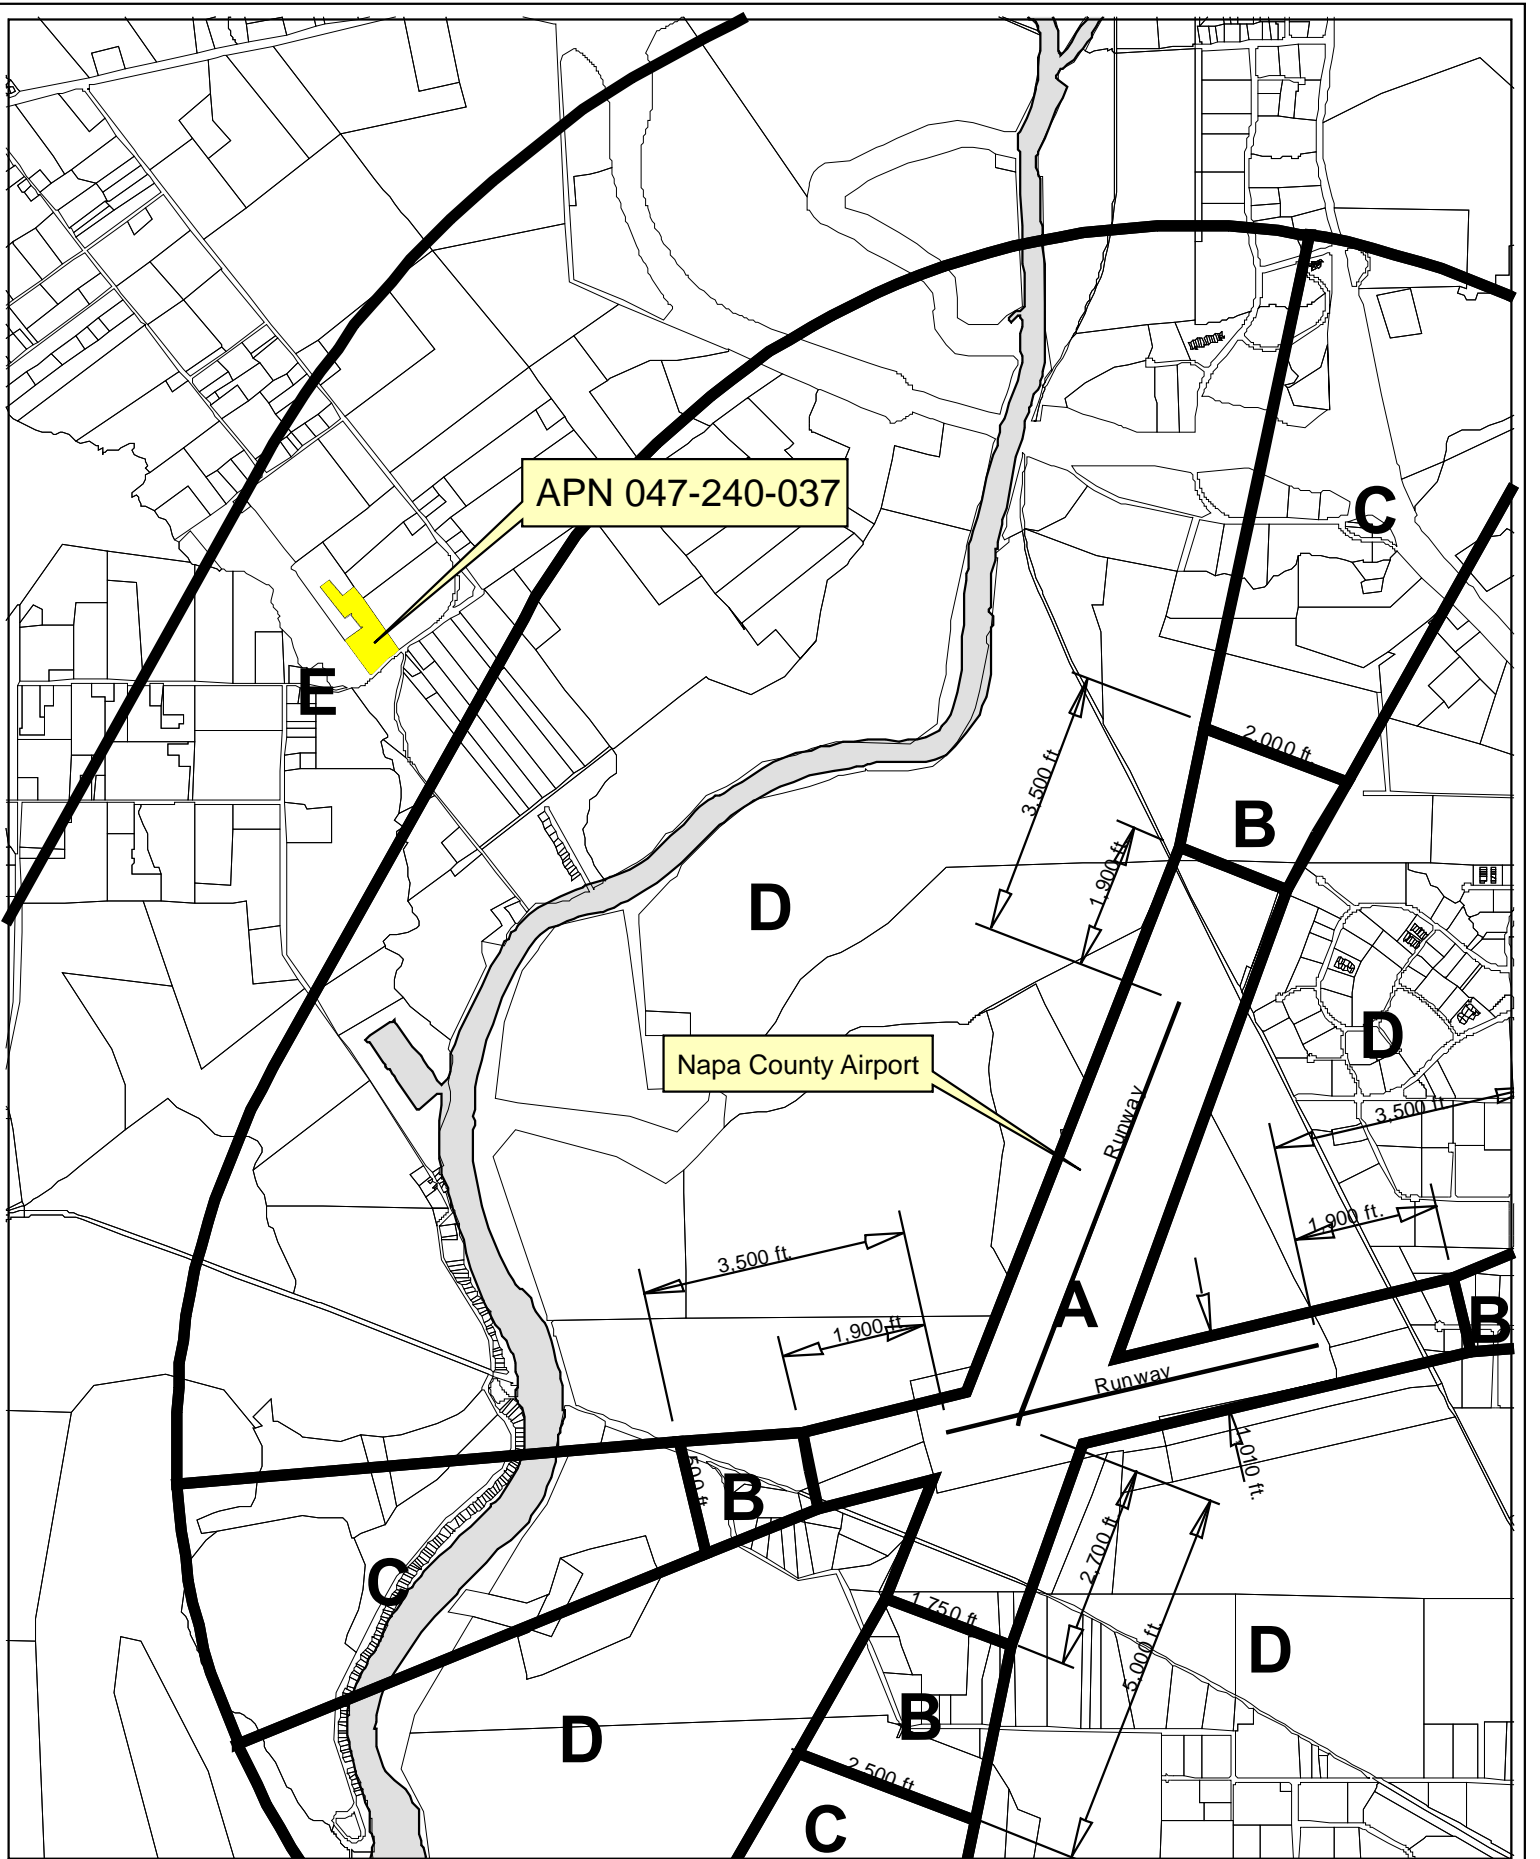 APN 047-240-037
C
E
2,000 ft.
3,500 ft.
B
1,900 ft.
D
D
Napa County Airport
Runway
3,500 ft.
1,900 ft.
3,500 ft.
A
B
1,900 ft.
Runway
1,010 ft.
B
500 ft.
2,700 ft.
C
1,750 ft.
5,000 ft.
D
B
D
2,500 ft.
C